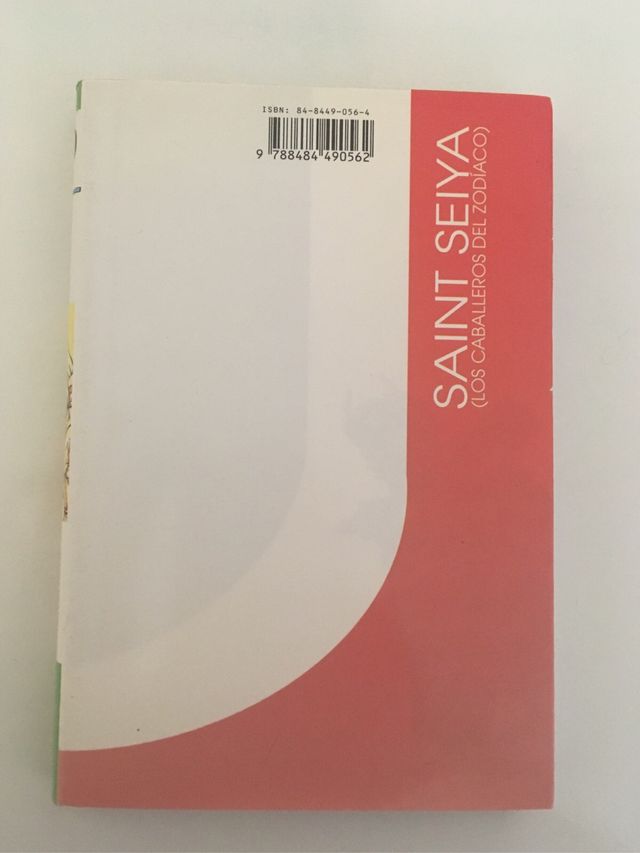 ISBN: 84-8449-056-4
9 788484 490562
SAINT SEIYA
(LOS CABALLEROS DEL ZODÍACO)